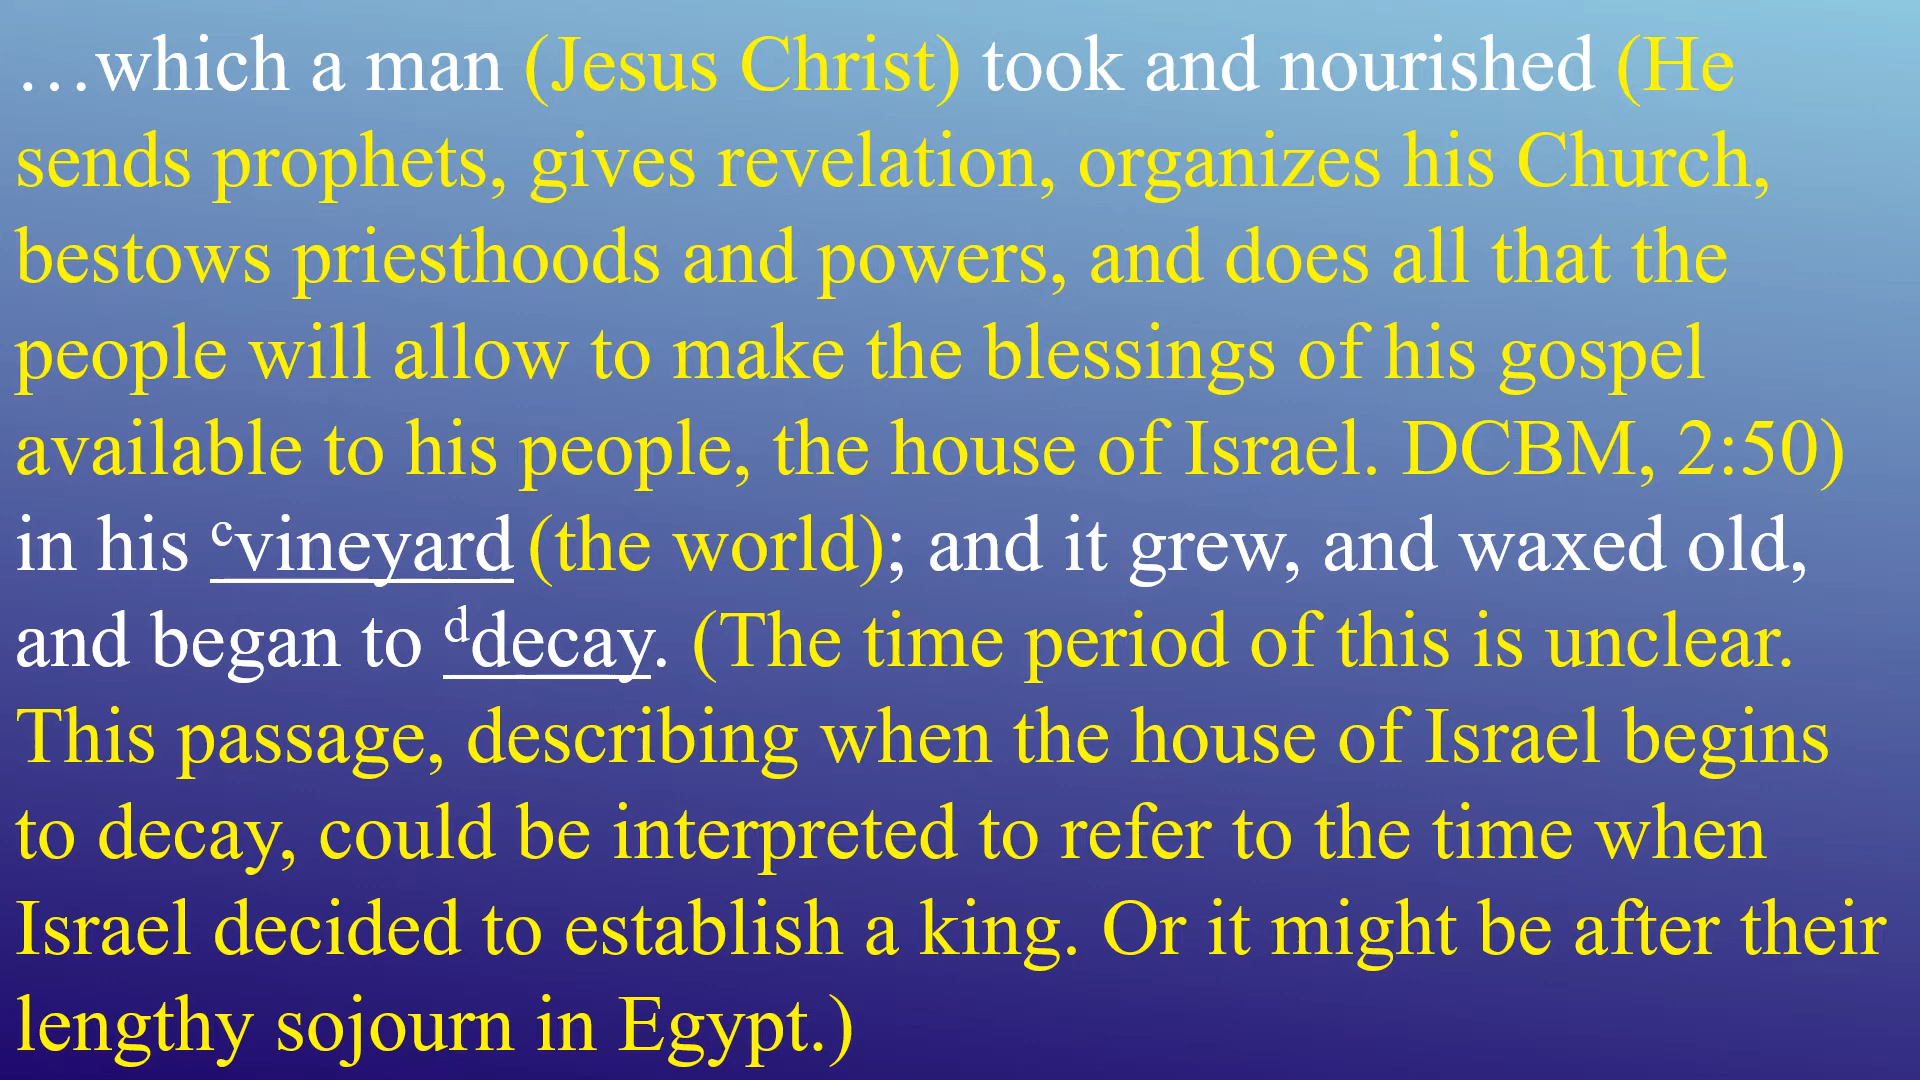 …which a man (Jesus Christ) took and nourished (He
sends prophets, gives revelation, organizes his Church,
bestows priesthoods and powers, and does all that the
people will allow to make the blessings of his gospel
available to his people, the house of Israel. DCBM, 2:50)
in his cvineyard (the world); and it grew, and waxed old,
and began to ddecay. (The time period of this is unclear.
This passage, describing when the house of Israel begins
to decay, could be interpreted to refer to the time when
Israel decided to establish a king. Or it might be after their
lengthy sojourn in Egypt.)